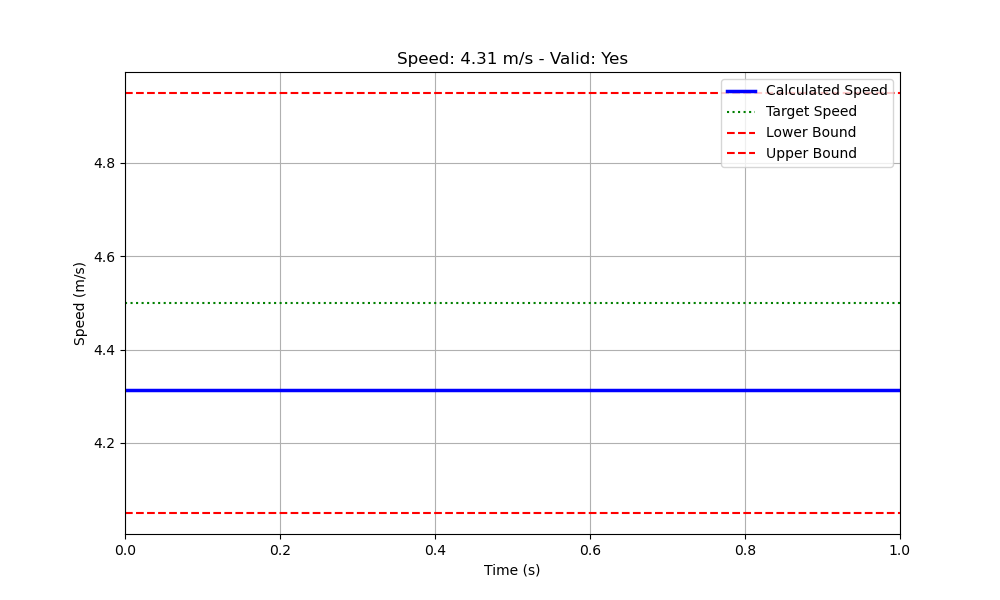 Speed: 4.31 m/s - Valid: Yes
Calculated Speed
Target Speed
Lower Bound
Upper Bound
4.8
4.6
4.4
4.2
Speed (m/s)
0.0 0.2 0.4 0.6 0.8 1.0
Time (s)